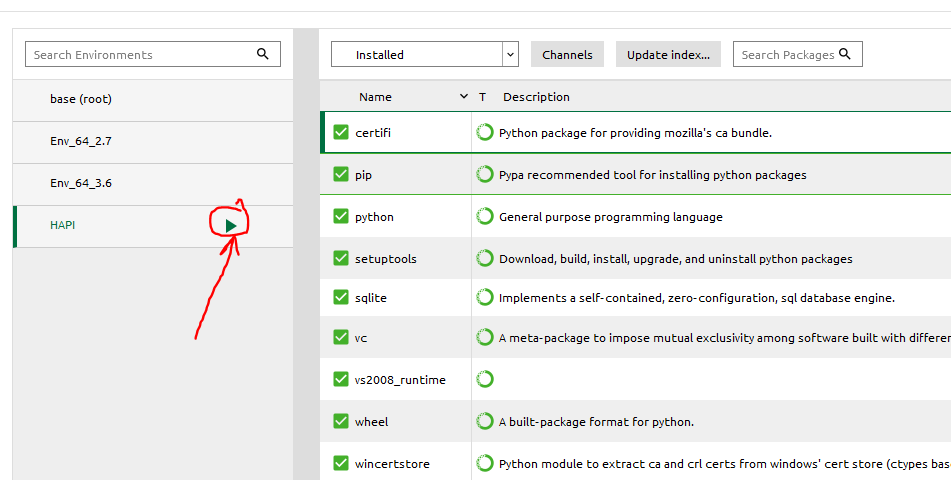 Search Environments
Installed
Channels
Update index...
Search Packages
base (root)
Env_64_2.7
Env_64_3.6
HAPI
Name T Description
certifi Python package for providing mozilla's ca bundle.
pip Pypa recommended tool for installing python packages
python General purpose programming language
setuptools Download, build, install, upgrade, and uninstall python packages
sqlite Implements a self-contained, zero-configuration, sql database engine.
vc A meta-package to impose mutual exclusivity among software built with differen
vs2008_runtime
wheel A built-package format for python.
wincertstore Python module to extract ca and crl certs from windows' cert store (ctypes bas